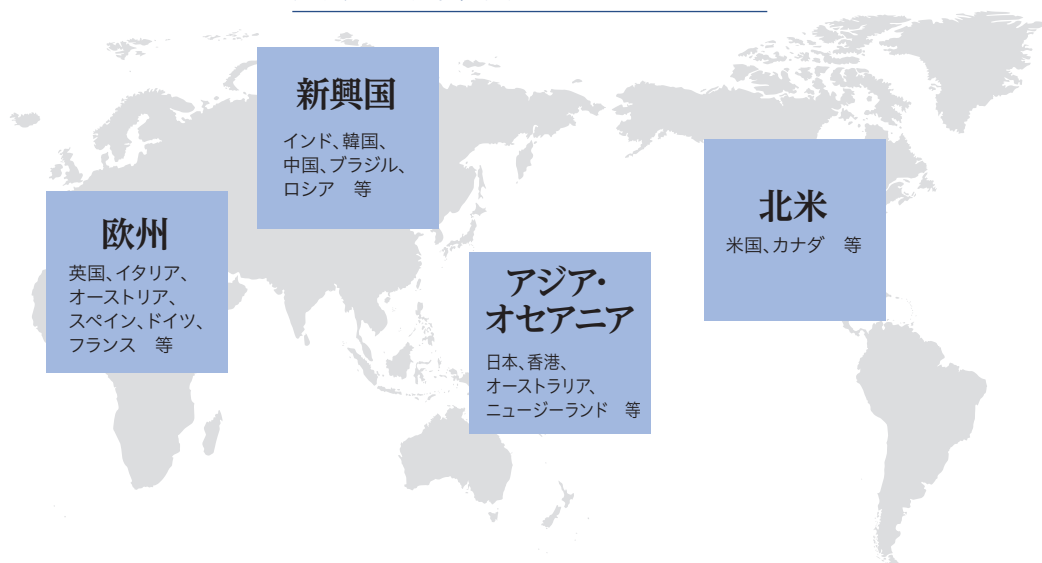 新興国
インド、韓国、
中国、ブラジル、
ロシア　等
欧州
英国、イタリア、
オーストリア、
スペイン、ドイツ、
フランス　等
アジア・
オセアニア
日本、香港、
オーストラリア、
ニュージーランド　等
北米
米国、カナダ　等